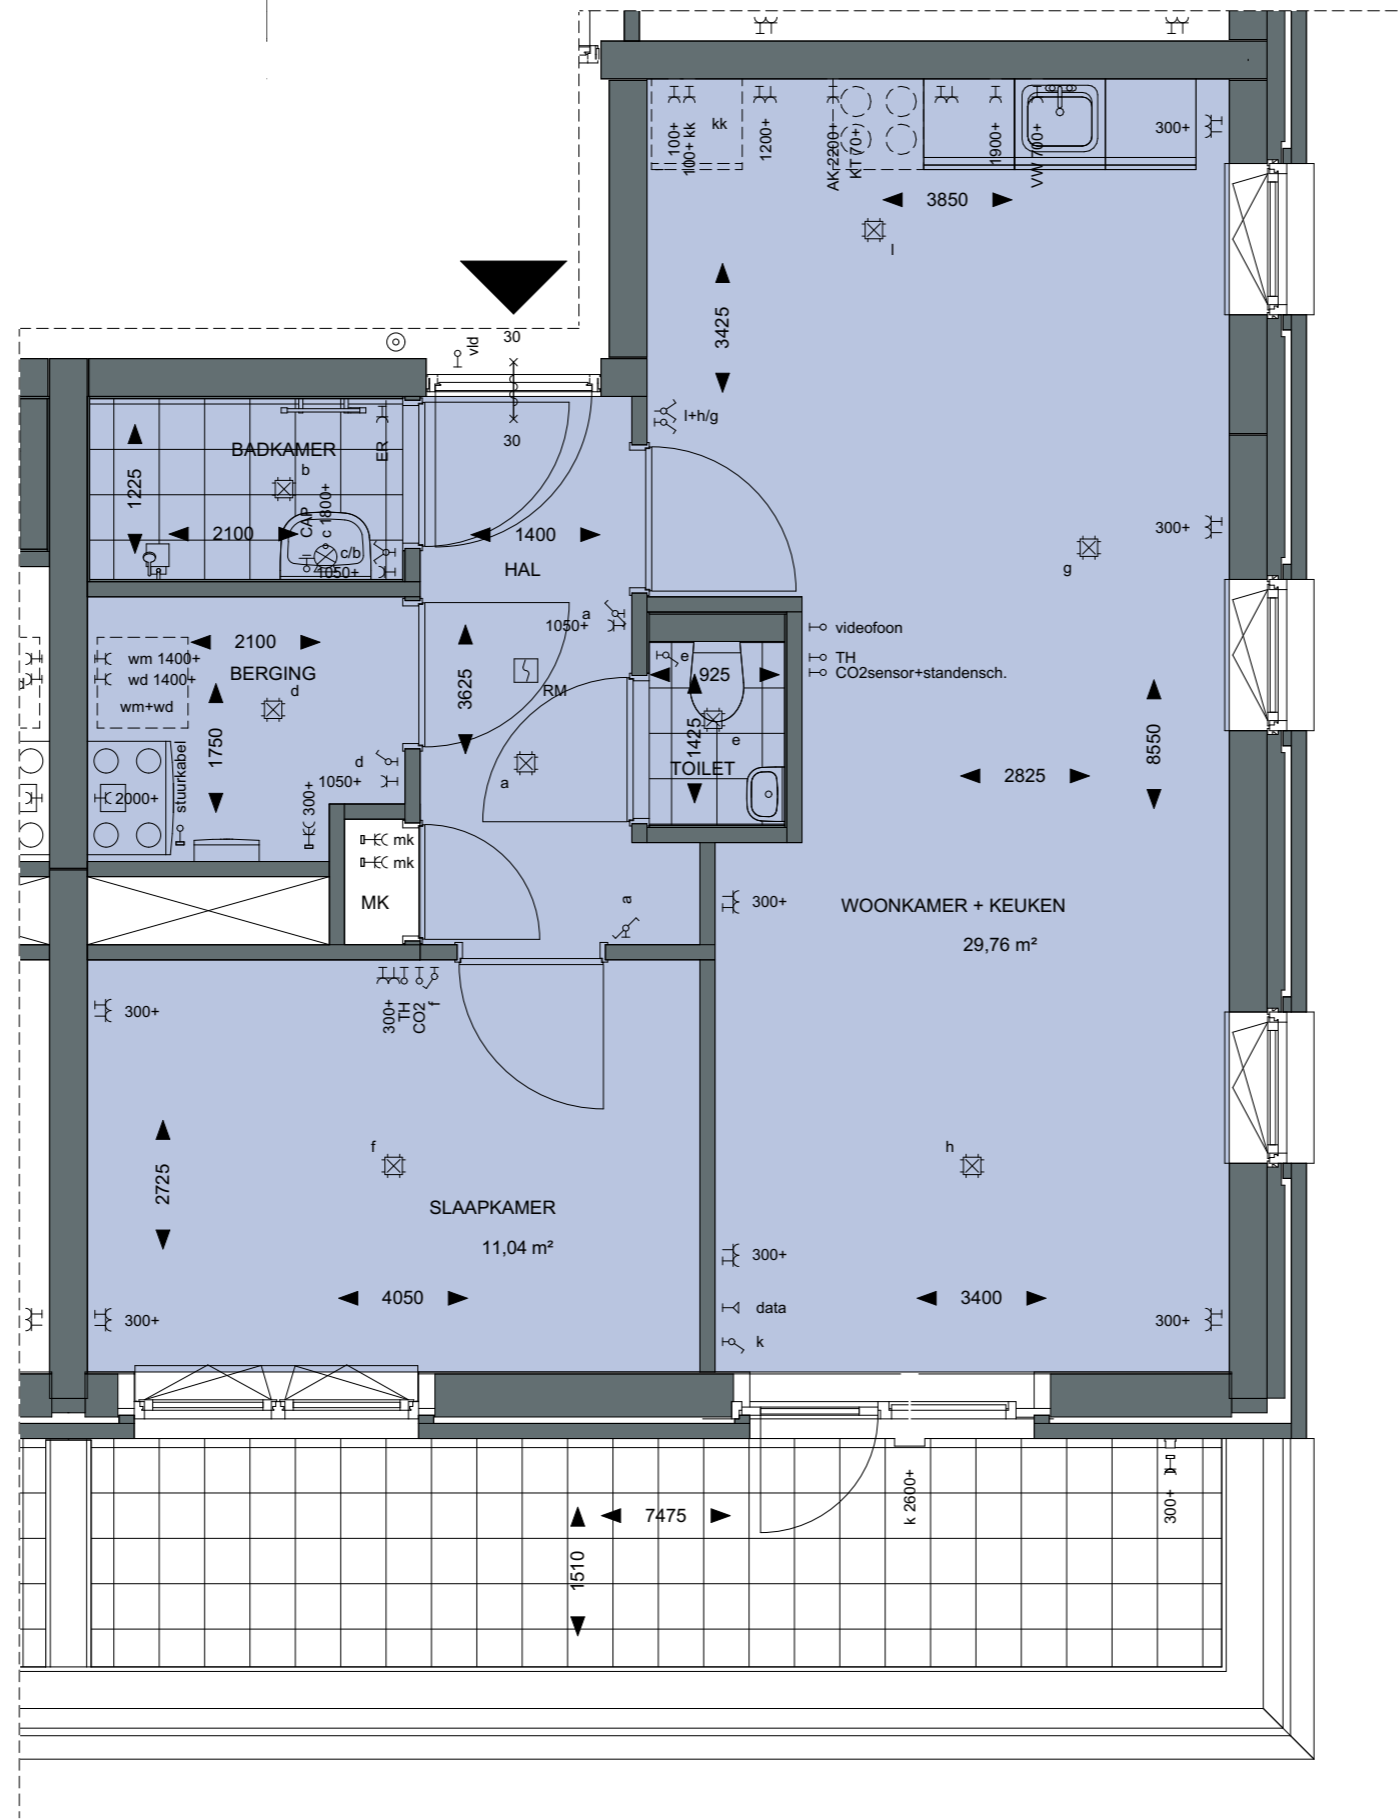 100+
100+ kk
kk
1200+
AK 2200+
KT 70+
1900+
VW 700+
300+
3850
l
3425
vld
30
30
l+h/g
BADKAMER
ER
b
1225
CAP
c 1800+
2100
c/b
1050+
1400
HAL
300+
g
a
1050+
videofoon
TH
CO2sensor+standensch.
2100
BERGING
wm 1400+
wd 1400+
wm+wd
d
3625
RM
e
925
1425
e
TOILET
8550
1750
stuurkabel
d
1050+
2000+
300+
a
2825
mk
mk
MK
a
300+
WOONKAMER + KEUKEN
29,76 m²
300+
300+
TH
CO2
f
2725
f
h
SLAAPKAMER
11,04 m²
300+
4050
3400
data
300+
300+
k
7475
k 2600+
300+
1510